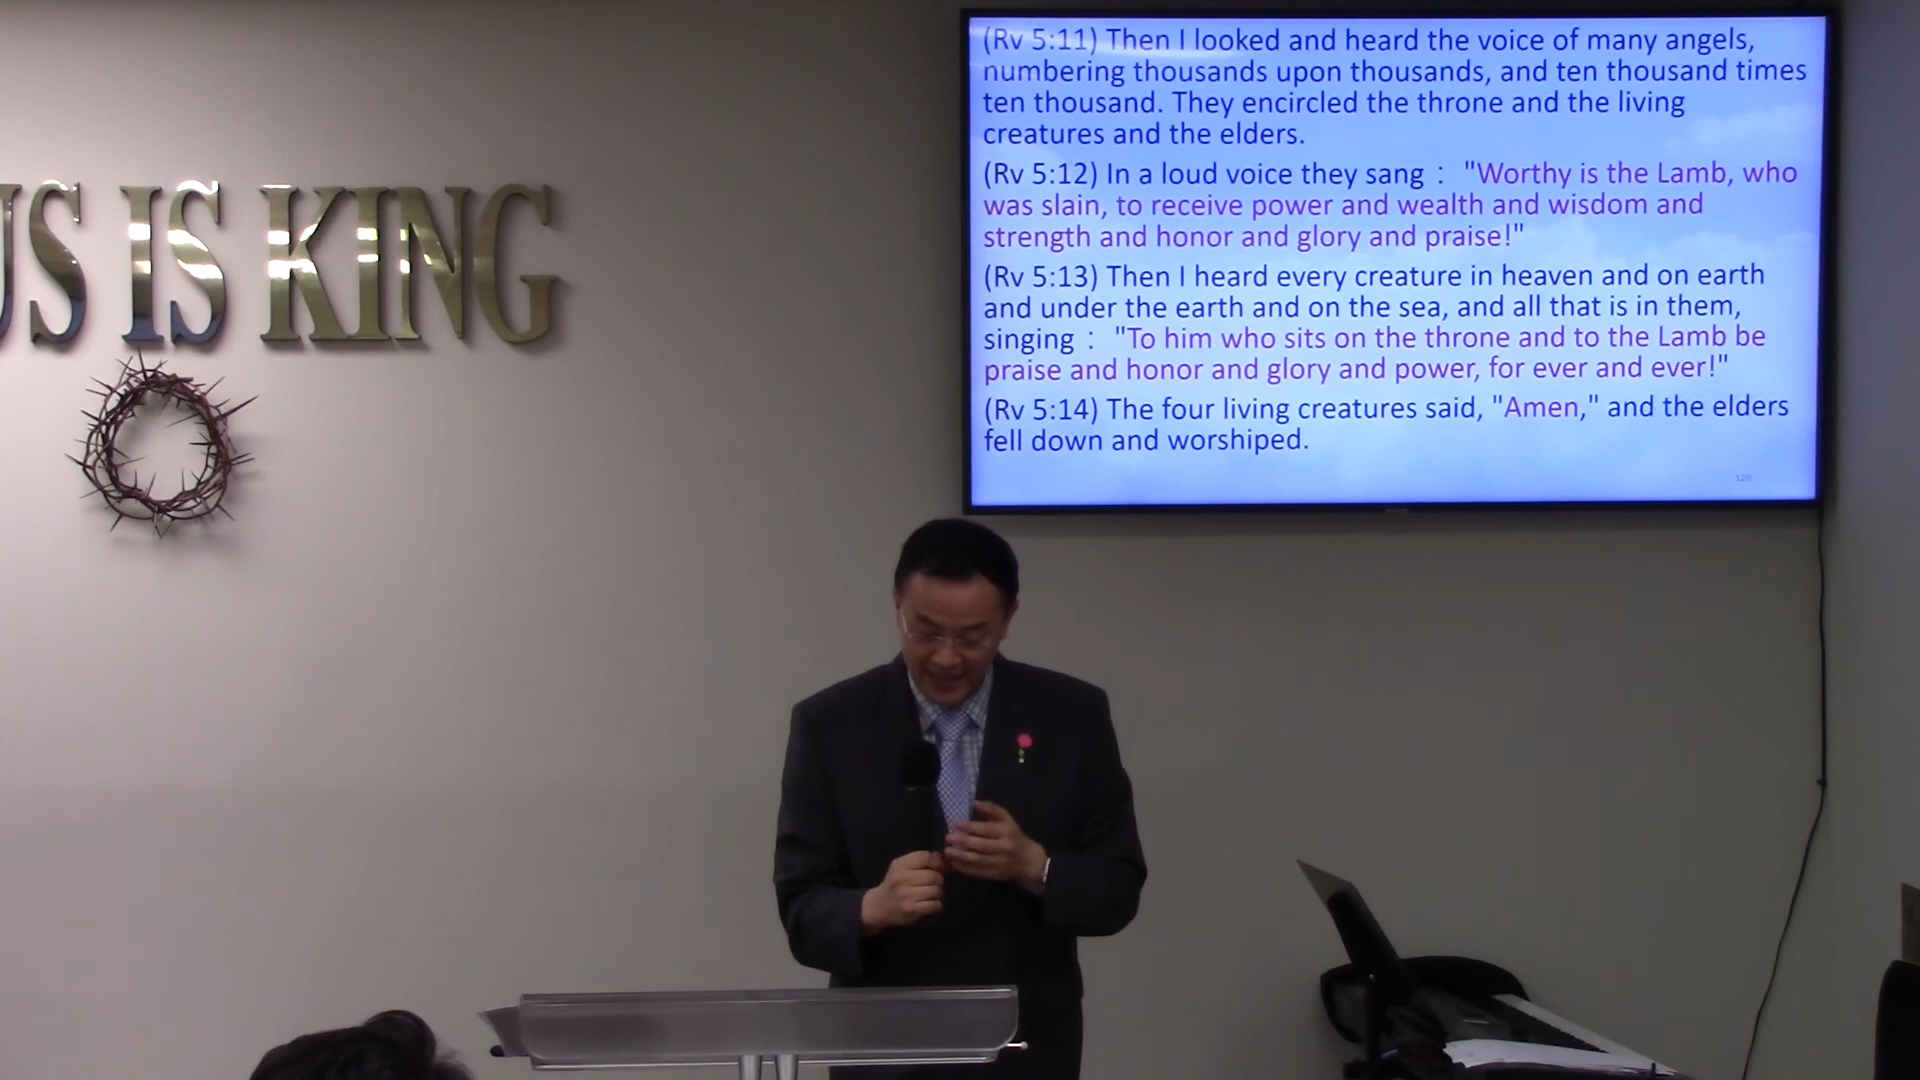 US IS KING
(Rv 5:11) Then I looked and heard the voice of many angels,
numbering thousands upon thousands, and ten thousand times
ten thousand. They encircled the throne and the living
creatures and the elders.
(Rv 5:12) In a loud voice they sang： "Worthy is the Lamb, who
was slain, to receive power and wealth and wisdom and
strength and honor and glory and praise!"
(Rv 5:13) Then I heard every creature in heaven and on earth
and under the earth and on the sea, and all that is in them,
singing： "To him who sits on the throne and to the Lamb be
praise and honor and glory and power, for ever and ever!"
(Rv 5:14) The four living creatures said, "Amen," and the elders
fell down and worshiped.
120